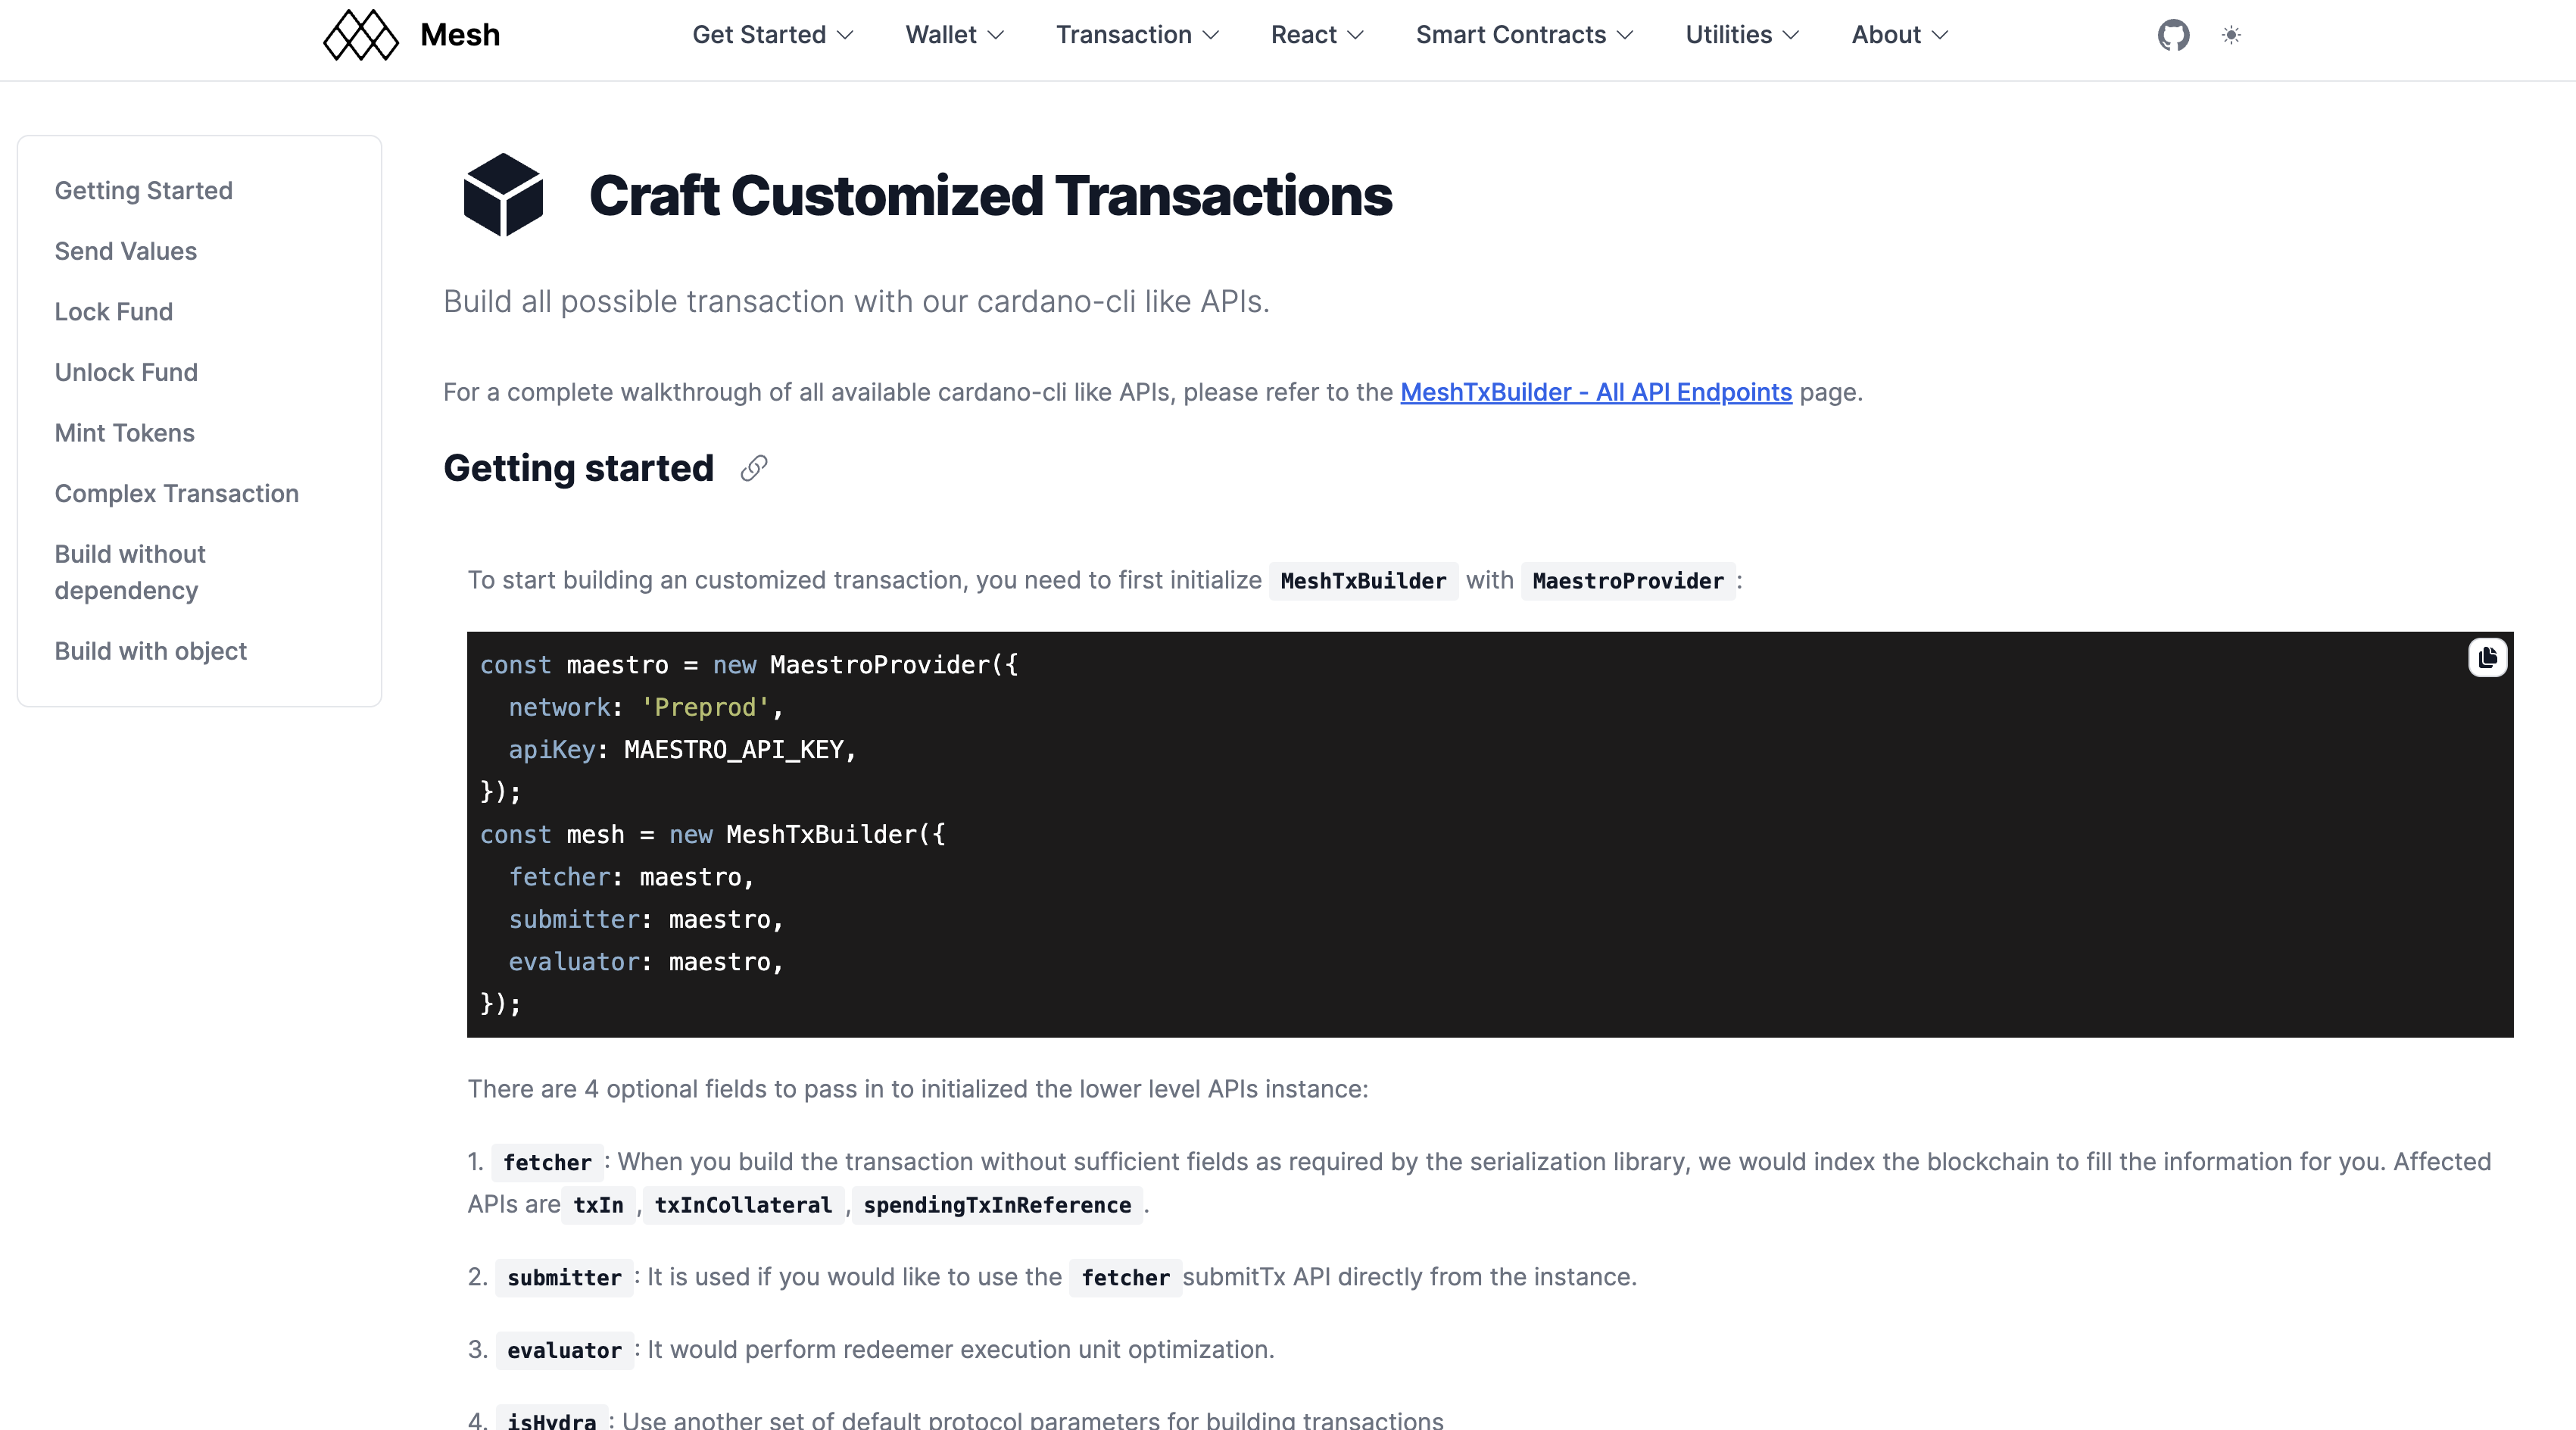 Mesh
Get Started
Wallet
Transaction
React
Smart Contracts
Utilities
About
Getting Started
Send Values
Lock Fund
Unlock Fund
Mint Tokens
Complex Transaction
Build without
dependency
Build with object
Craft Customized Transactions
Build all possible transaction with our cardano-cli like APIs.
For a complete walkthrough of all available cardano-cli like APIs, please refer to the MeshTxBuilder - All API Endpoints page.
Getting started
To start building an customized transaction, you need to first initialize MeshTxBuilder with MaestroProvider :
const maestro = new MaestroProvider({
  network: 'Preprod',
  apiKey: MAESTRO_API_KEY,
});
const mesh = new MeshTxBuilder({
  fetcher: maestro,
  submitter: maestro,
  evaluator: maestro,
});
There are 4 optional fields to pass in to initialized the lower level APIs instance:
1. fetcher : When you build the transaction without sufficient fields as required by the serialization library, we would index the blockchain to fill the information for you. Affected
APIs are txIn , txInCollateral , spendingTxInReference .
2. submitter : It is used if you would like to use the fetcher submitTx API directly from the instance.
3. evaluator : It would perform redeemer execution unit optimization.
4. isHydra : Use another set of default protocol parameters for building transactions